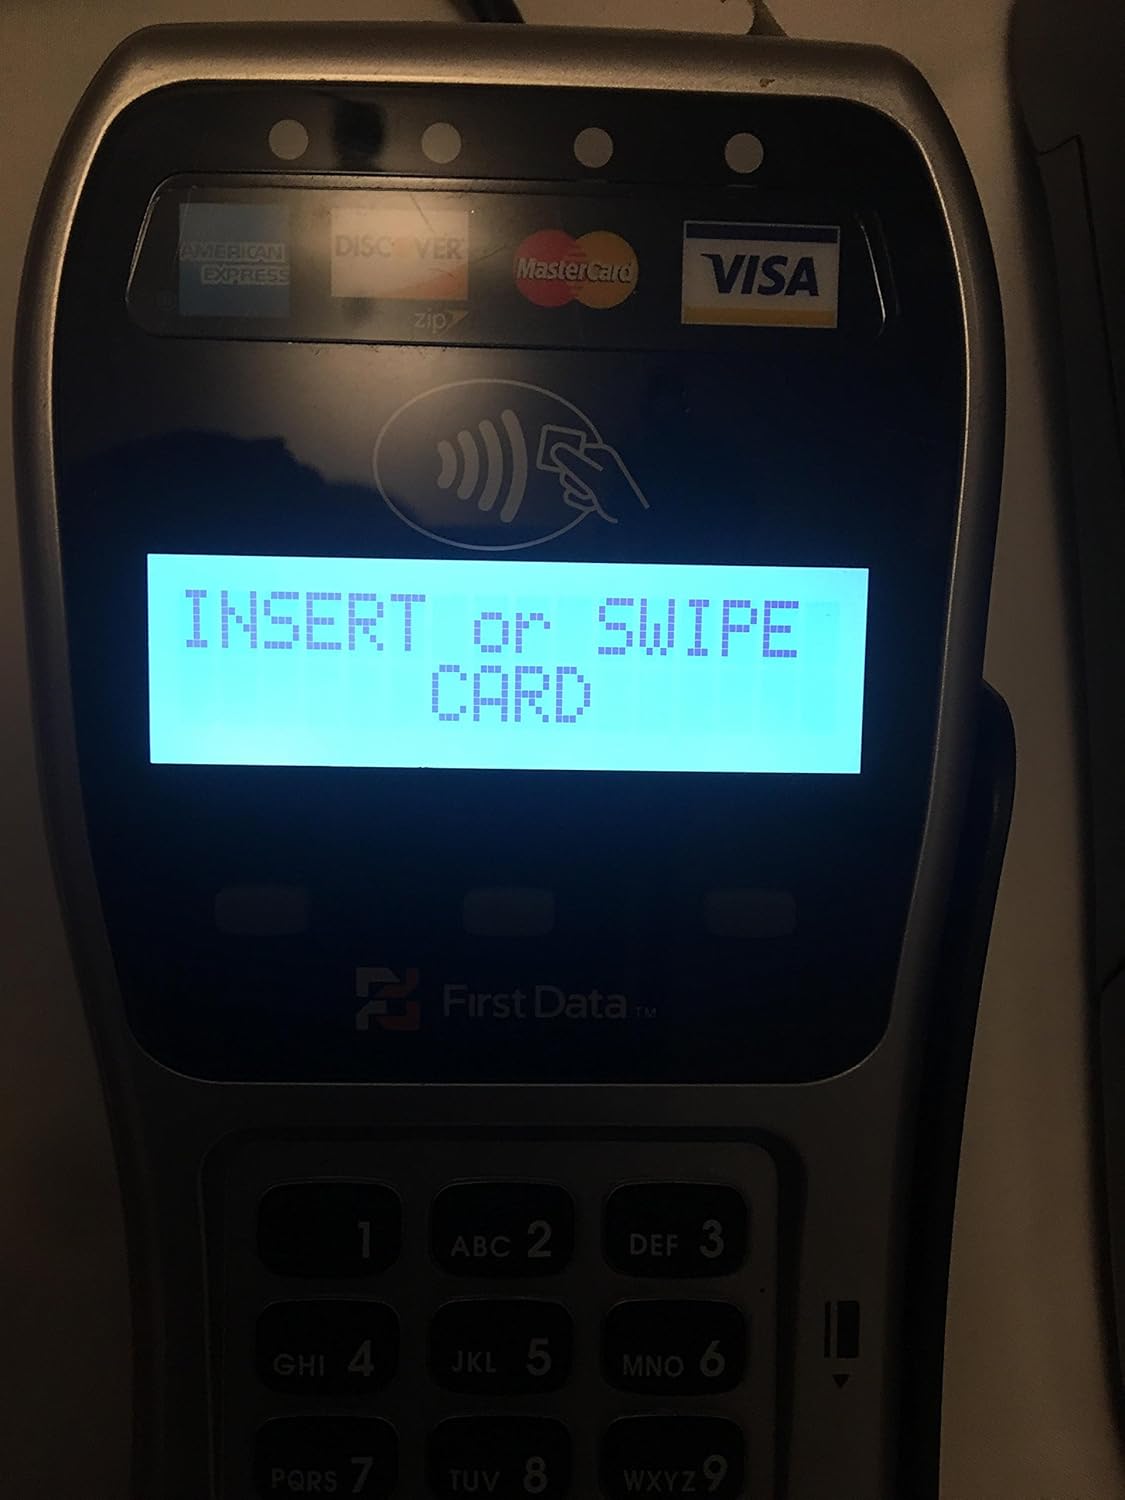 AMERICAN
EXPRESS
DISCOVER
zip
MasterCard
VISA
INSERT or SWIPE
CARD
First Data™
1
ABC 2
DEF 3
GHI 4
JKL 5
MNO 6
PQRS 7
TUV 8
WXYZ 9